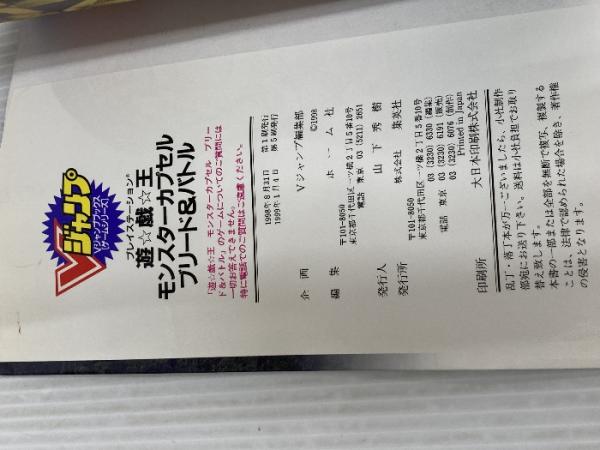 Vジャンプ
Vジャンプブックス
[ゲームシリーズ]
プレイステーション®
遊☆戯☆王
モンスターカプセル
ブリード&バトル
「遊☆戯☆王 モンスターカプセル ブリー
ド&バトル」のゲームについてのご質問には
一切お答えできません。
特に電話でのご質問にはご遠慮ください。
1998年8月31日 第1刷発行
1999年1月4日 第5刷発行
©1998
企画 Vジャンプ編集部
編集 ホーム社
〒101-8050
東京都千代田区一ツ橋2丁目5番10号
電話 東京 03 (5211) 2651
発行人 山下秀樹
発行所 株式会社 集英社
〒101-8050
東京都千代田区一ツ橋2丁目5番10号
電話 東京 03 (3230) 6330 (編集)
03 (3230) 6191 (販売)
03 (3230) 6076 (制作)
Printed in Japan
印刷所 大日本印刷株式会社
乱丁・落丁本が万一ございましたら、小社制作
部宛にお送り下さい。送料は小社負担でお取り
替え致します。
本書の一部または全部を無断で複写、複製する
ことは、法律で認められた場合を除き、著作権
の侵害となります。